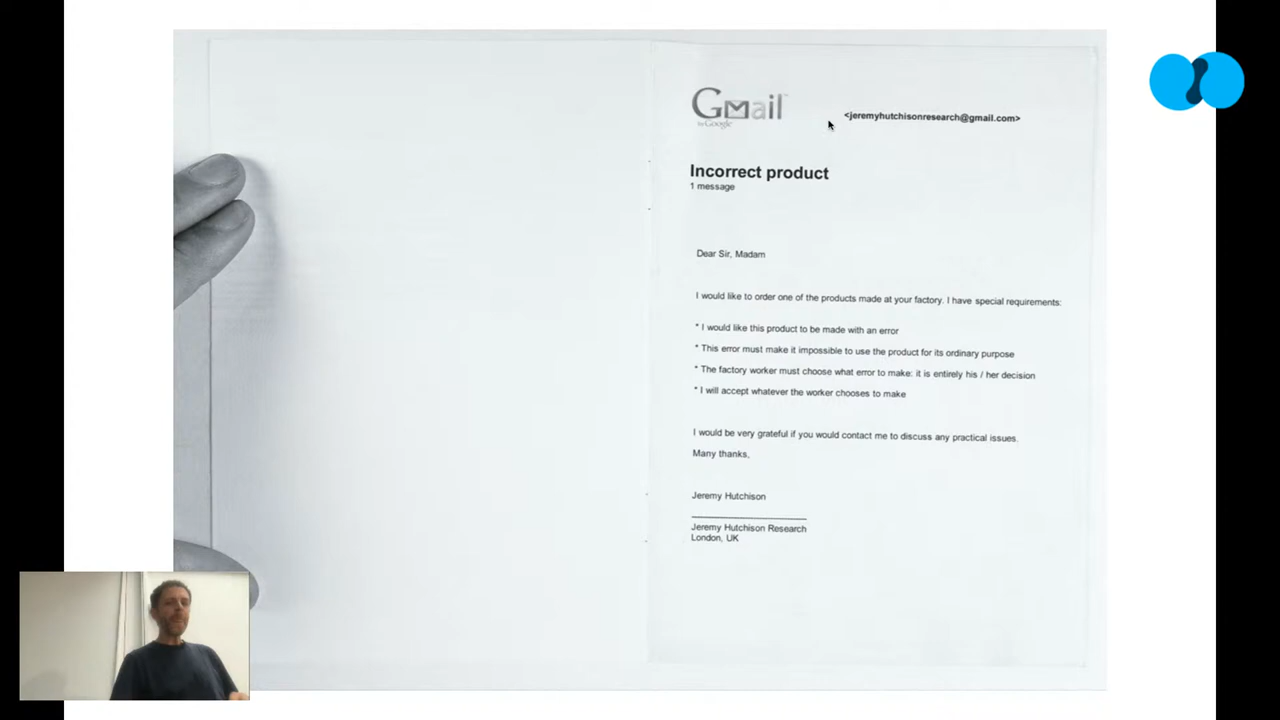 Gmail
by Google
<jeremyhutchisonresearch@gmail.com>
Incorrect product
1 message
Dear Sir, Madam
I would like to order one of the products made at your factory. I have special requirements:
* I would like this product to be made with an error
* This error must make it impossible to use the product for its ordinary purpose
* The factory worker must choose what error to make: it is entirely his / her decision
* I will accept whatever the worker chooses to make
I would be very grateful if you would contact me to discuss any practical issues.
Many thanks,
Jeremy Hutchison
Jeremy Hutchison Research
London, UK